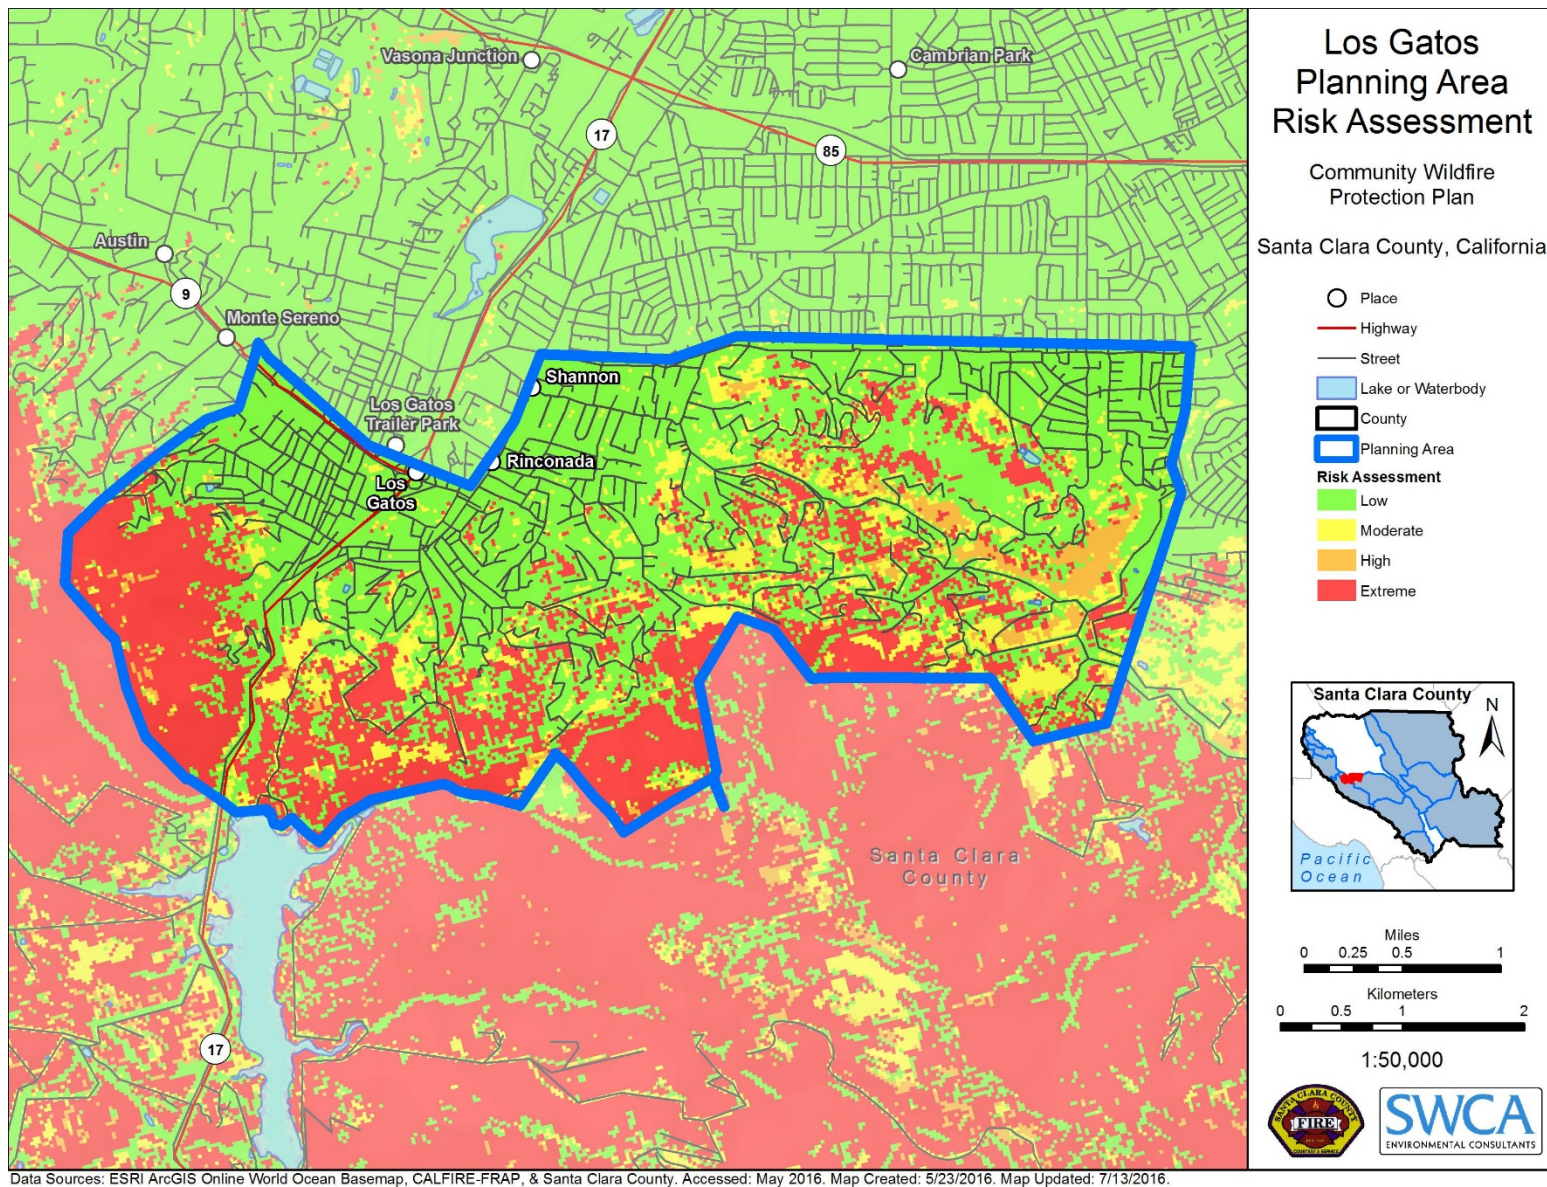 Vasona Junction
Cambrian Park
17
85
Austin
9
Monte Sereno
Shannon
Los Gatos
Trailer Park
Rinconada
Los
Gatos
Santa Clara
County
17
Los Gatos
Planning Area
Risk Assessment
Community Wildfire
Protection Plan
Santa Clara County, California
Place
Highway
Street
Lake or Waterbody
County
Planning Area
Risk Assessment
Low
Moderate
High
Extreme
Santa Clara County
N
Pacific
Ocean
Miles
0 0.25 0.5 1
Kilometers
0 0.5 1 2
1:50,000
SANTA CLARA COUNTY
FIRE
COURTESY & SERVICE
SWCA
ENVIRONMENTAL CONSULTANTS
Data Sources: ESRI ArcGIS Online World Ocean Basemap, CALFIRE-FRAP, & Santa Clara County. Accessed: May 2016. Map Created: 5/23/2016. Map Updated: 7/13/2016.